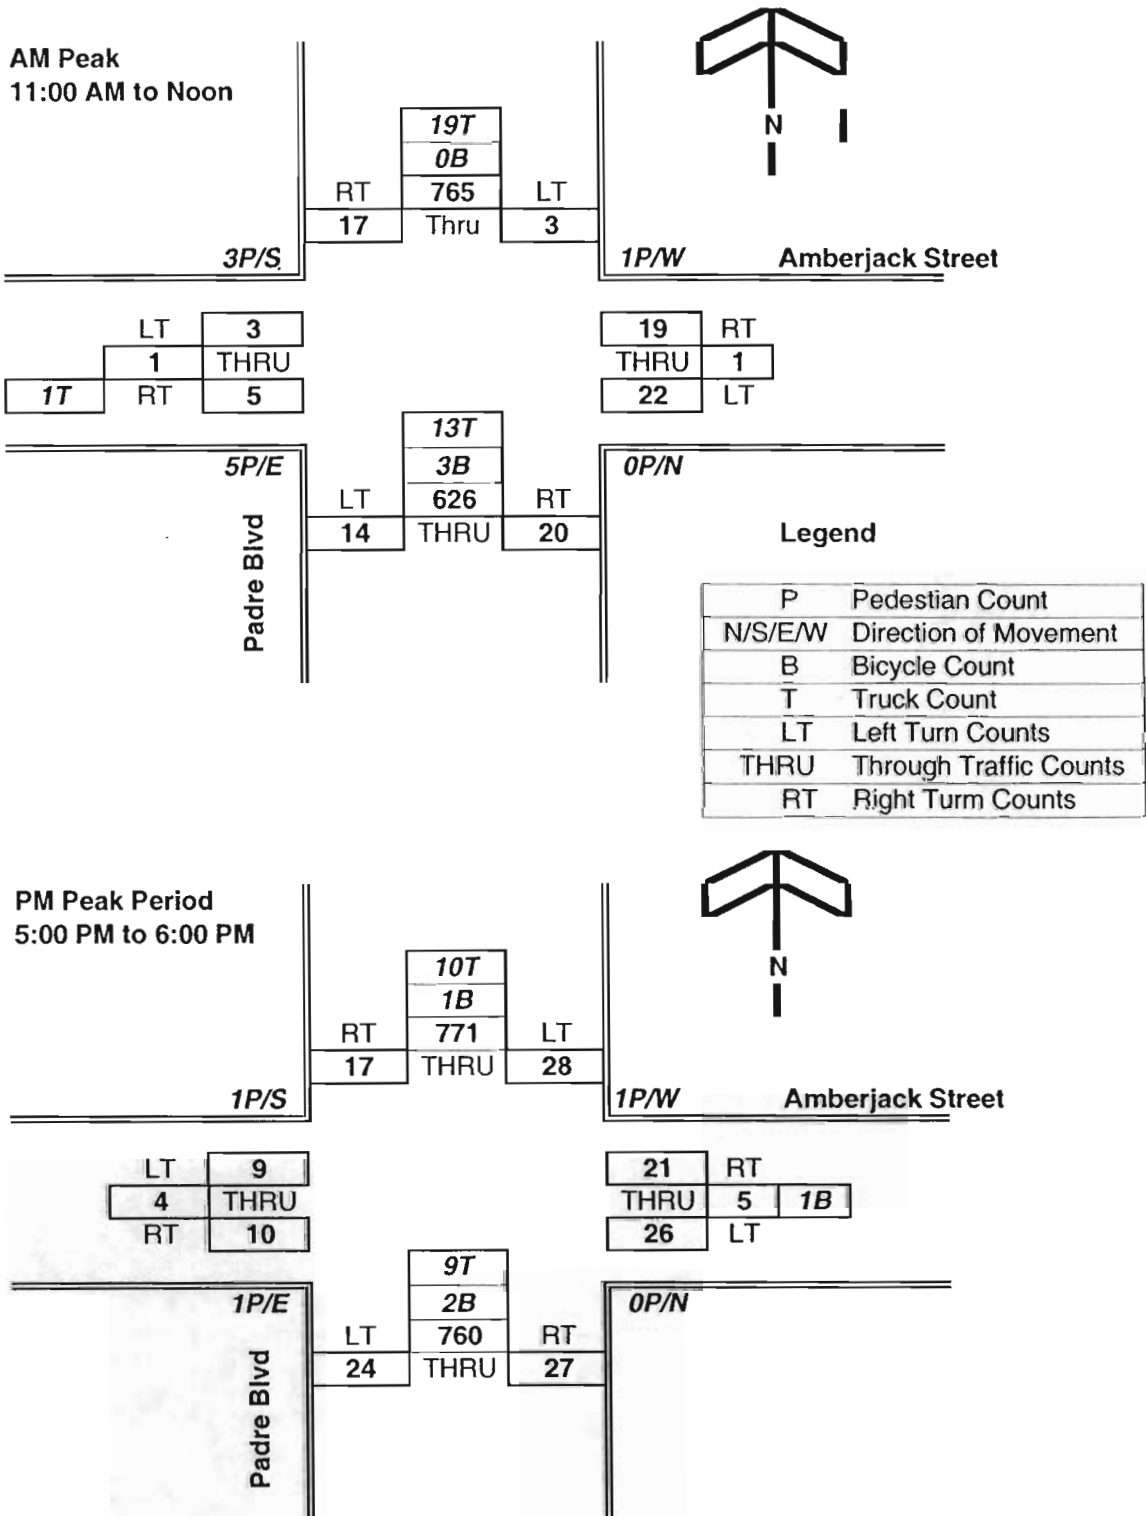 AM Peak
11:00 AM to Noon
N
19T
0B
RT 765 LT
17 Thru 3
3P/S 1P/W Amberjack Street
LT 3 19 RT
1 THRU THRU 1
1T RT 5 22 LT
13T
5P/E 3B 0P/N
LT 626 RT
14 THRU 20
Padre Blvd
Legend
P Pedestian Count
N/S/E/W Direction of Movement
B Bicycle Count
T Truck Count
LT Left Turn Counts
THRU Through Traffic Counts
RT Right Turm Counts
PM Peak Period
5:00 PM to 6:00 PM
N
10T
1B
RT 771 LT
17 THRU 28
1P/S 1P/W Amberjack Street
LT 9 21 RT
4 THRU THRU 5 1B
RT 10 26 LT
9T
1P/E 2B 0P/N
LT 760 RT
24 THRU 27
Padre Blvd